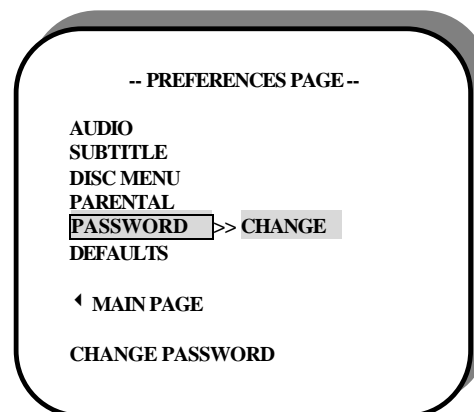 -- PREFERENCES PAGE --
AUDIO
SUBTITLE
DISC MENU
PARENTAL
PASSWORD >> CHANGE
DEFAULTS
MAIN PAGE
CHANGE PASSWORD